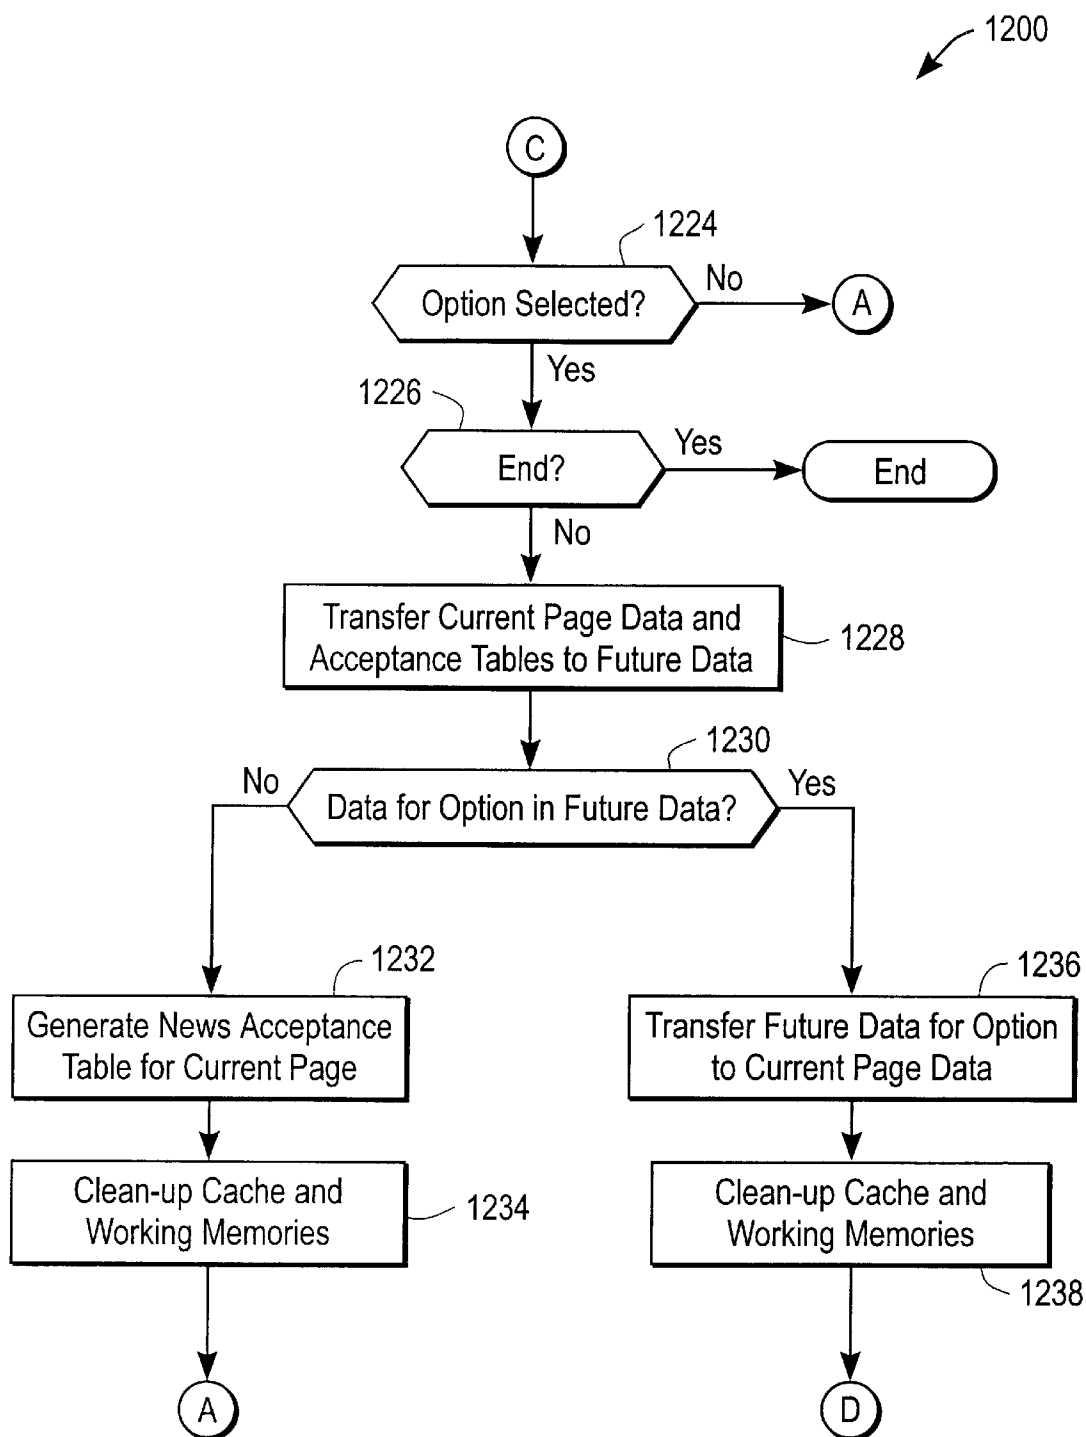 1200
C
1224
Option Selected?
No
A
Yes
1226
End?
Yes
End
No
Transfer Current Page Data and
Acceptance Tables to Future Data
1228
1230
No
Data for Option in Future Data?
Yes
1232
Generate News Acceptance
Table for Current Page
1236
Transfer Future Data for Option
to Current Page Data
Clean-up Cache and
Working Memories
1234
Clean-up Cache and
Working Memories
1238
A
D